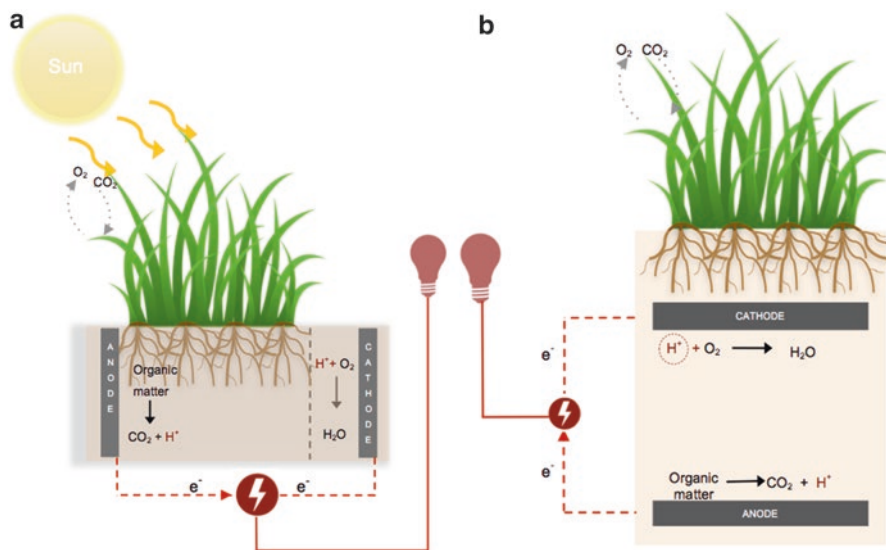 a
Sun
O₂ CO₂
ANODE
Organic
matter
CO₂ + H⁺
H⁺ + O₂
H₂O
CATHODE
e⁻
e⁻
b
O₂ CO₂
CATHODE
H⁺ + O₂
H₂O
e⁻
e⁻
Organic
matter
CO₂ + H⁺
ANODE